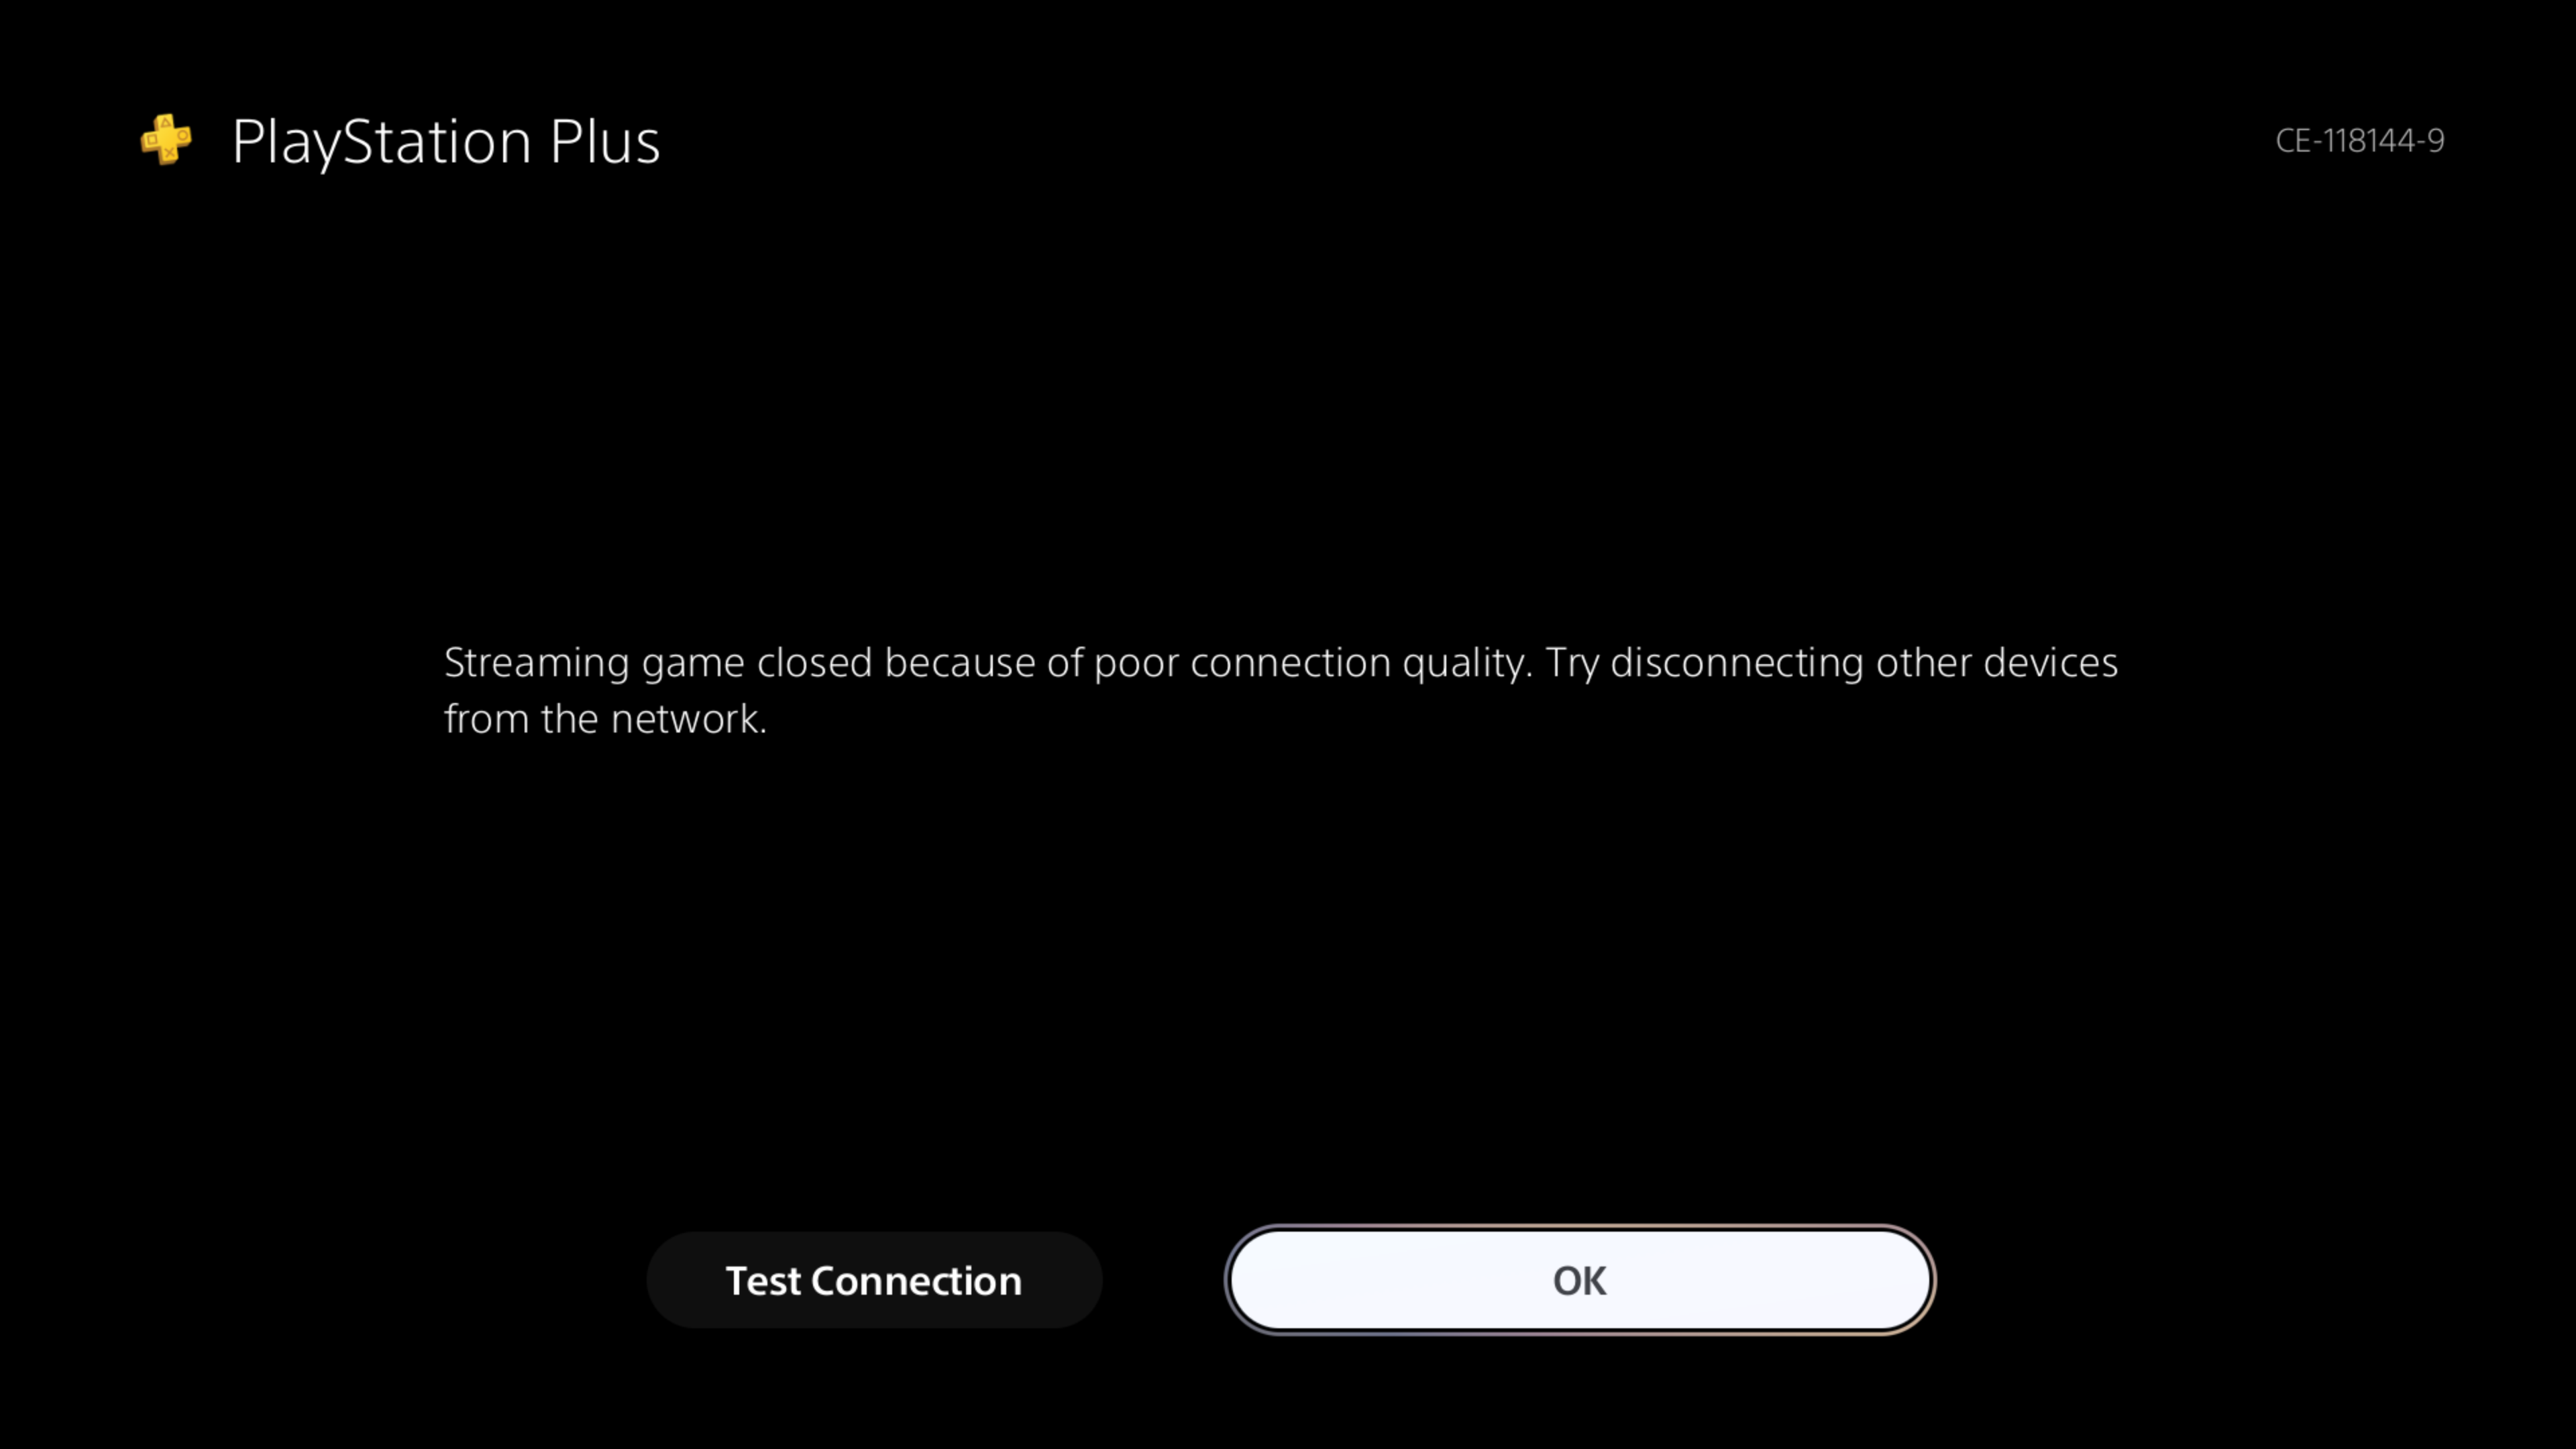 PlayStation Plus
CE-118144-9
Streaming game closed because of poor connection quality. Try disconnecting other devices
from the network.
Test Connection
OK